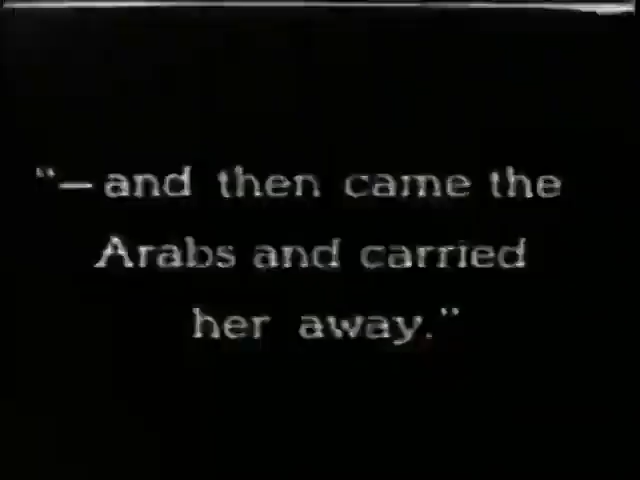 "—and then came the
Arabs and carried
her away."